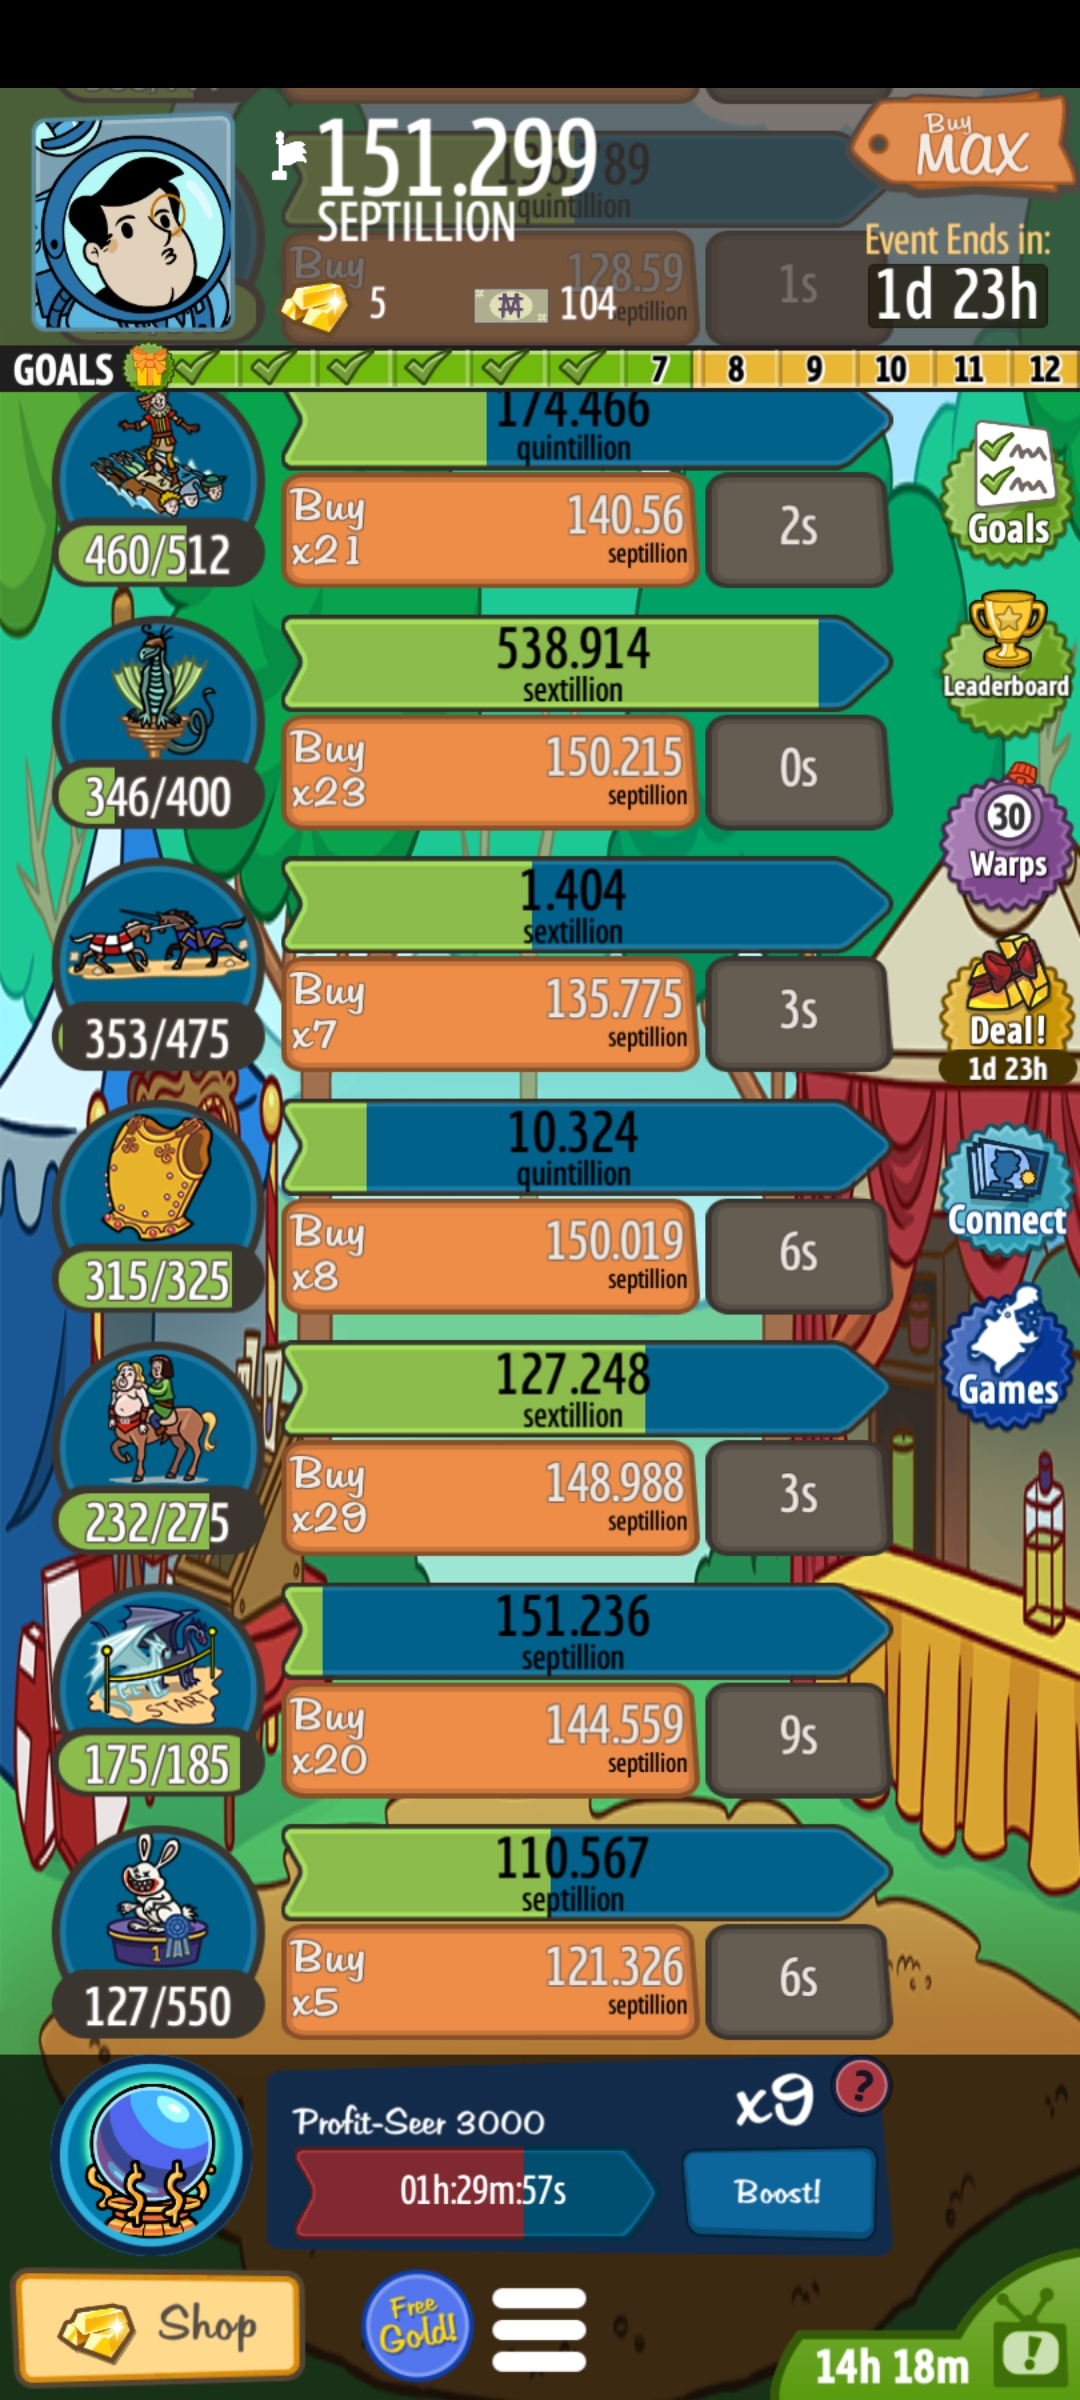 151.299
SEPTILLION
189
quintillion
Buy
MAX
Event Ends in:
1d 23h
Buy
128.59
septillion
1s
5
104
GOALS
7
8
9
10
11
12
174.466
quintillion
460/512
Buy
x21
140.56
septillion
2s
Goals
538.914
sextillion
346/400
Buy
x23
150.215
septillion
0s
Leaderboard
30
Warps
1.404
sextillion
353/475
Buy
x7
135.775
septillion
3s
Deal!
1d 23h
10.324
quintillion
315/325
Buy
x8
150.019
septillion
6s
Connect
127.248
sextillion
232/275
Buy
x29
148.988
septillion
3s
Games
151.236
septillion
START
175/185
Buy
x20
144.559
septillion
9s
110.567
septillion
1
127/550
Buy
x5
121.326
septillion
6s
Profit-Seer 3000
x9
?
01h:29m:57s
Boost!
Shop
Free
Gold!
14h 18m
!